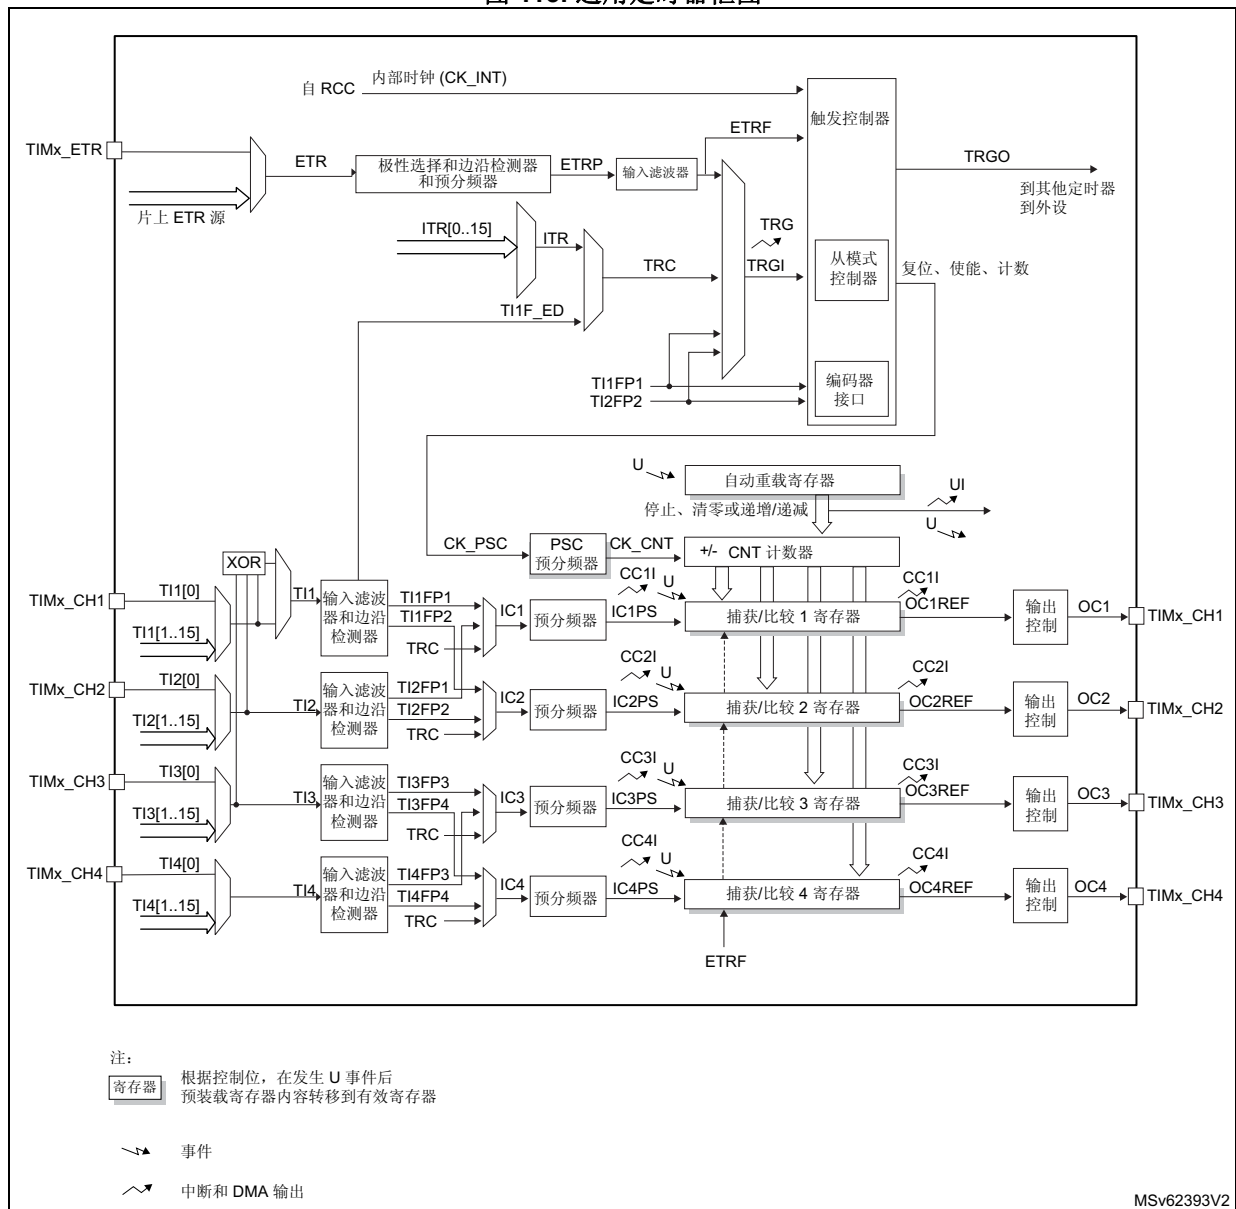 内部时钟 (CK_INT)
自 RCC
触发控制器
ETRF
TIMx_ETR
ETR
极性选择和边沿检测器
和预分频器
ETRP
输入滤波器
TRGO
到其他定时器
到外设
片上 ETR 源
ITR[0..15]
ITR
TRG
TRC
TRGI
从模式
控制器
复位、使能、计数
TI1F_ED
TI1FP1
TI2FP2
编码器
接口
U
自动重载寄存器
UI
停止、清零或递增/递减
U
CK_PSC
PSC
预分频器
CK_CNT
+/- CNT 计数器
XOR
TIMx_CH1
TI1[0]
TI1[1..15]
TI1
输入滤波
器和边沿
检测器
TI1FP1
TI1FP2
TRC
IC1
预分频器
IC1PS
CC1I
U
捕获/比较 1 寄存器
CC1I
OC1REF
输出
控制
OC1
TIMx_CH1
TIMx_CH2
TI2[0]
TI2[1..15]
TI2
输入滤波
器和边沿
检测器
TI2FP1
TI2FP2
TRC
IC2
预分频器
IC2PS
CC2I
U
捕获/比较 2 寄存器
CC2I
OC2REF
输出
控制
OC2
TIMx_CH2
TIMx_CH3
TI3[0]
TI3[1..15]
TI3
输入滤波
器和边沿
检测器
TI3FP3
TI3FP4
TRC
IC3
预分频器
IC3PS
CC3I
U
捕获/比较 3 寄存器
CC3I
OC3REF
输出
控制
OC3
TIMx_CH3
TIMx_CH4
TI4[0]
TI4[1..15]
TI4
输入滤波
器和边沿
检测器
TI4FP3
TI4FP4
TRC
IC4
预分频器
IC4PS
CC4I
U
捕获/比较 4 寄存器
CC4I
OC4REF
输出
控制
OC4
TIMx_CH4
ETRF
注：
寄存器
根据控制位，在发生 U 事件后
预装载寄存器内容转移到有效寄存器
事件
中断和 DMA 输出
MSv62393V2